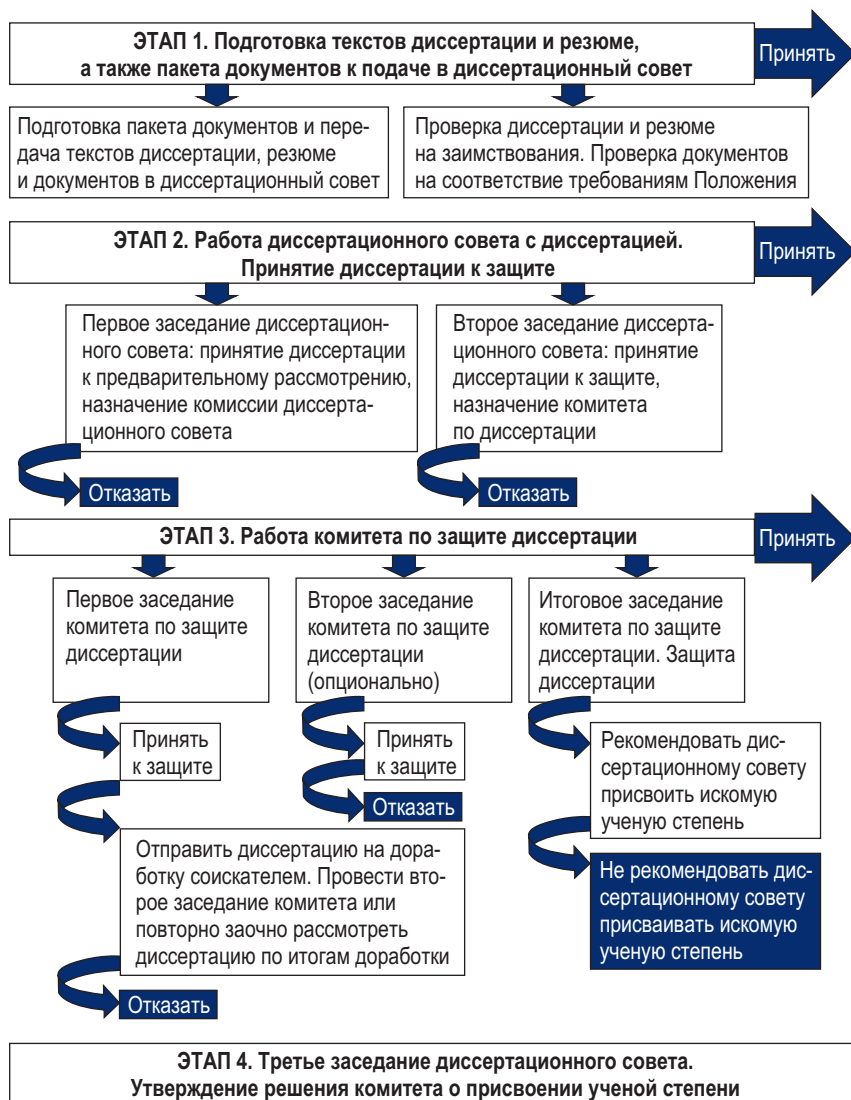 ЭТАП 1. Подготовка текстов диссертации и резюме,
а также пакета документов к подаче в диссертационный совет
Принять
Подготовка пакета документов и пере-
дача текстов диссертации, резюме
и документов в диссертационный совет
Проверка диссертации и резюме
на заимствования. Проверка документов
на соответствие требованиям Положения
ЭТАП 2. Работа диссертационного совета с диссертацией.
Принятие диссертации к защите
Принять
Первое заседание диссертацион-
ного совета: принятие диссертации
к предварительному рассмотрению,
назначение комиссии диссерта-
ционного совета
Отказать
Второе заседание диссерта-
ционного совета: принятие
диссертации к защите,
назначение комитета
по диссертации
Отказать
ЭТАП 3. Работа комитета по защите диссертации
Принять
Первое заседание
комитета по защите
диссертации
Принять
к защите
Отправить диссертацию на дора-
ботку соискателем. Провести вто-
рое заседание комитета или
повторно заочно рассмотреть
диссертацию по итогам доработки
Отказать
Второе заседание
комитета по защите
диссертации
(опционально)
Принять
к защите
Отказать
Итоговое заседание
комитета по защите
диссертации. Защита
диссертации
Рекомендовать дис-
сертационному совету
присвоить искомую
ученую степень
Не рекомендовать дис-
сертационному совету
присваивать искомую
ученую степень
ЭТАП 4. Третье заседание диссертационного совета.
Утверждение решения комитета о присвоении ученой степени